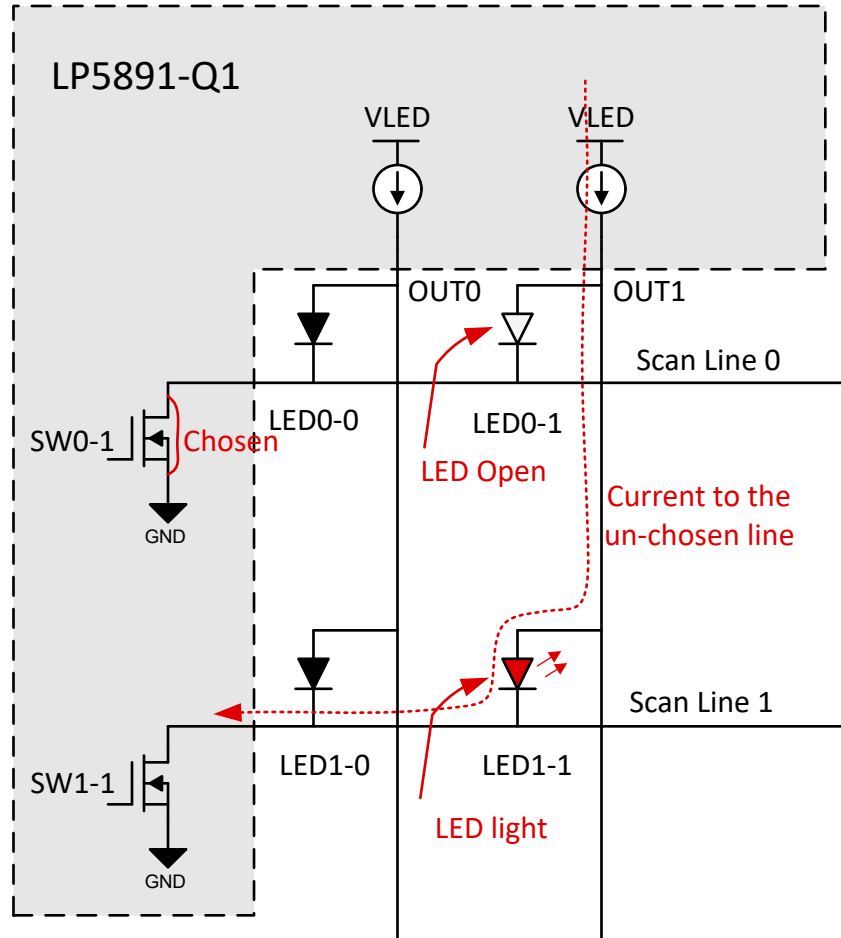 LP5891-Q1
VLED
VLED
OUT0
OUT1
Scan Line 0
LED0-0
LED0-1
SW0-1
Chosen
LED Open
GND
Current to the
un-chosen line
Scan Line 1
LED1-0
LED1-1
SW1-1
LED light
GND